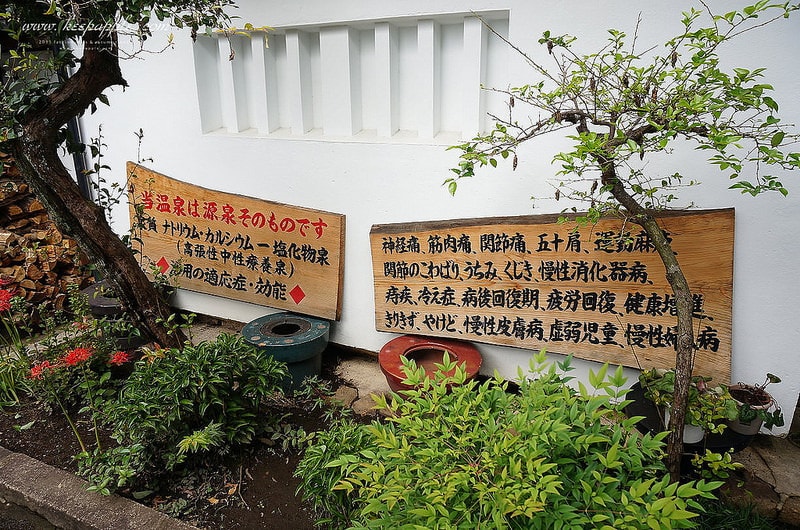 www.kespapple.com
当温泉は源泉そのものです
泉質 ナトリウム・カルシウムー塩化物泉
(高張性中性療養泉)
用の適応症・効能
神経痛、筋肉痛、関節痛、五十肩、運動麻
関節のこわばり、うちみ、くじき、慢性消化器病、
痔疾、冷え症、病後回復期、疲労回復、健康増進、
きりきず、やけど、慢性皮膚病、虚弱児童、慢性婦 病